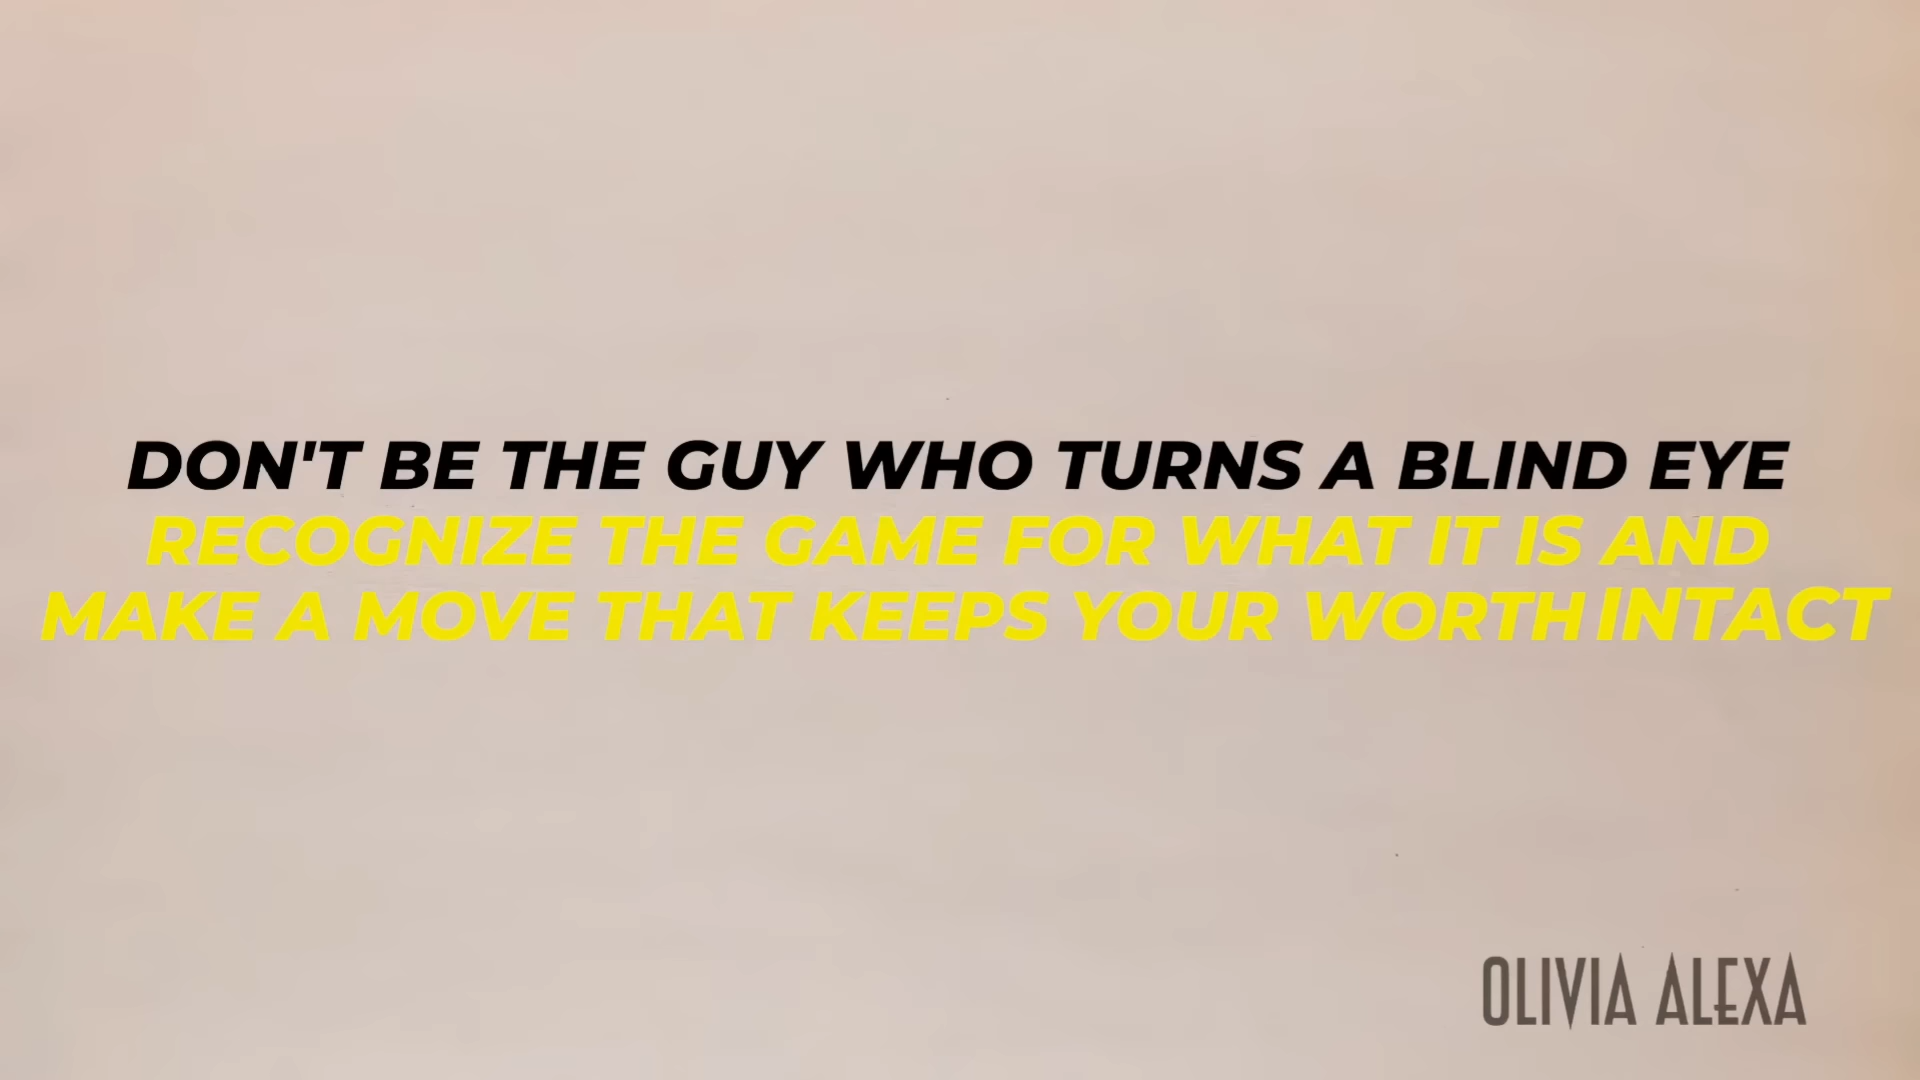 DON'T BE THE GUY WHO TURNS A BLIND EYE
RECOGNIZE THE GAME FOR WHAT IT IS AND
MAKE A MOVE THAT KEEPS YOUR WORTH INTACT
OLIVIA ALEXA